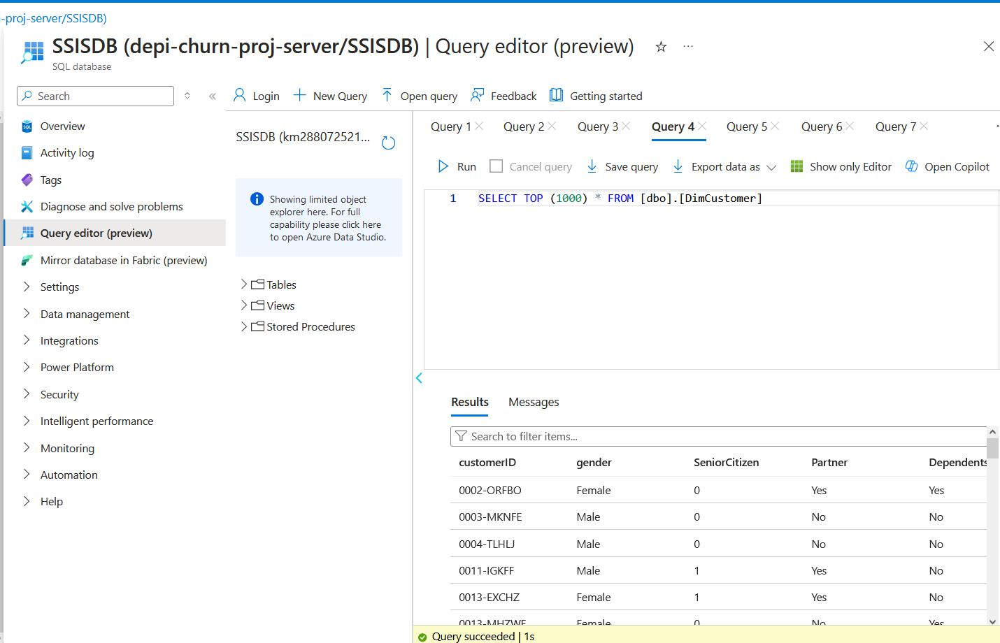 -proj-server/SSISDB)
SSISDB (depi-churn-proj-server/SSISDB) | Query editor (preview)
SQL database
Search
Login
New Query
Open query
Feedback
Getting started
Overview
Activity log
Tags
Diagnose and solve problems
Query editor (preview)
Mirror database in Fabric (preview)
Settings
Data management
Integrations
Power Platform
Security
Intelligent performance
Monitoring
Automation
Help
SSISDB (km288072521...
Showing limited object
explorer here. For full
capability please click here
to open Azure Data Studio.
Tables
Views
Stored Procedures
Query 1 Query 2 Query 3 Query 4 Query 5 Query 6 Query 7
Run Cancel query Save query Export data as Show only Editor Open Copilot
1 SELECT TOP (1000) * FROM [dbo].[DimCustomer]
Results Messages
Search to filter items...
customerID gender SeniorCitizen Partner Dependents
0002-ORFBO Female 0 Yes Yes
0003-MKNFE Male 0 No No
0004-TLHLJ Male 0 No No
0011-IGKFF Male 1 Yes No
0013-EXCHZ Female 1 Yes No
0013-MHZWF Female 0 No Yes
Query succeeded | 1s